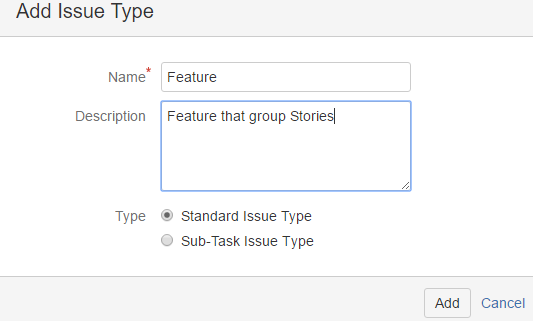 Add Issue Type
Name*
Feature
Description
Feature that group Stories
Type
Standard Issue Type
Sub-Task Issue Type
Add
Cancel